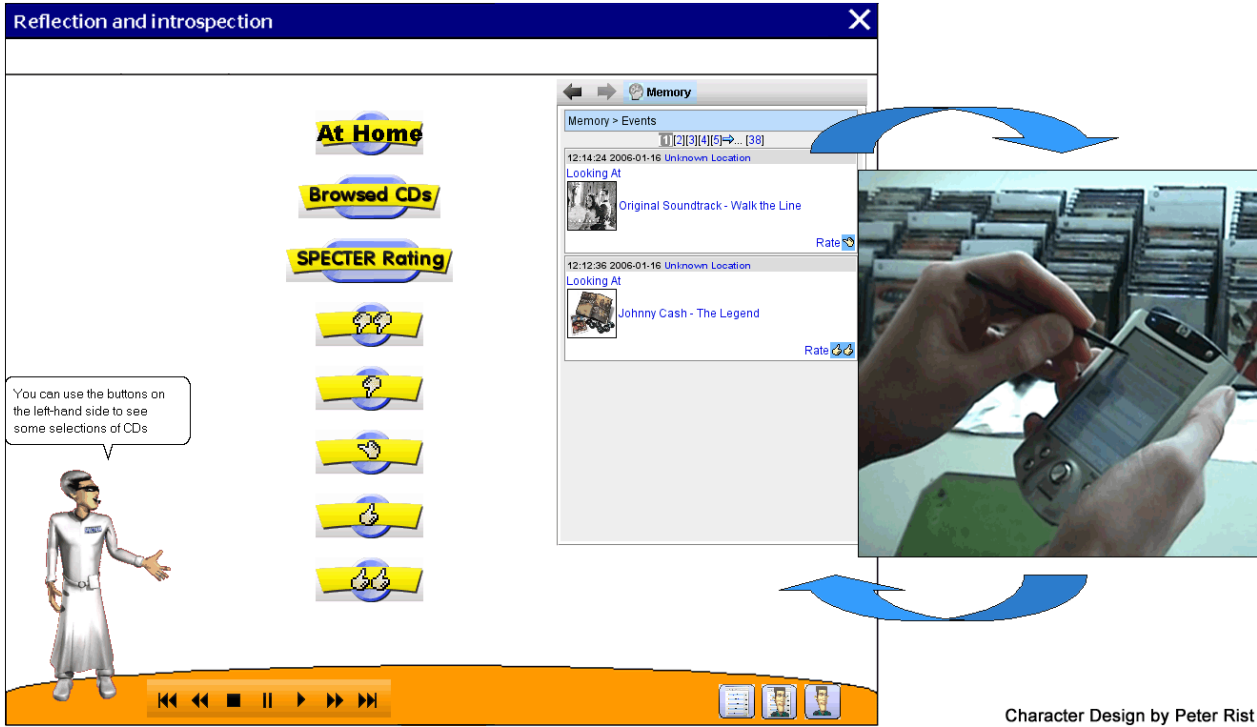 Reflection and introspection
At Home
Browsed CDs
SPECTER Rating
You can use the buttons on
the left-hand side to see
some selections of CDs
Memory
Memory > Events
[1][2][3][4][5]... [38]
12:14:24 2006-01-16 Unknown Location
Looking At
Original Soundtrack - Walk the Line
Rate
12:12:36 2006-01-16 Unknown Location
Looking At
Johnny Cash - The Legend
Rate
Character Design by Peter Rist